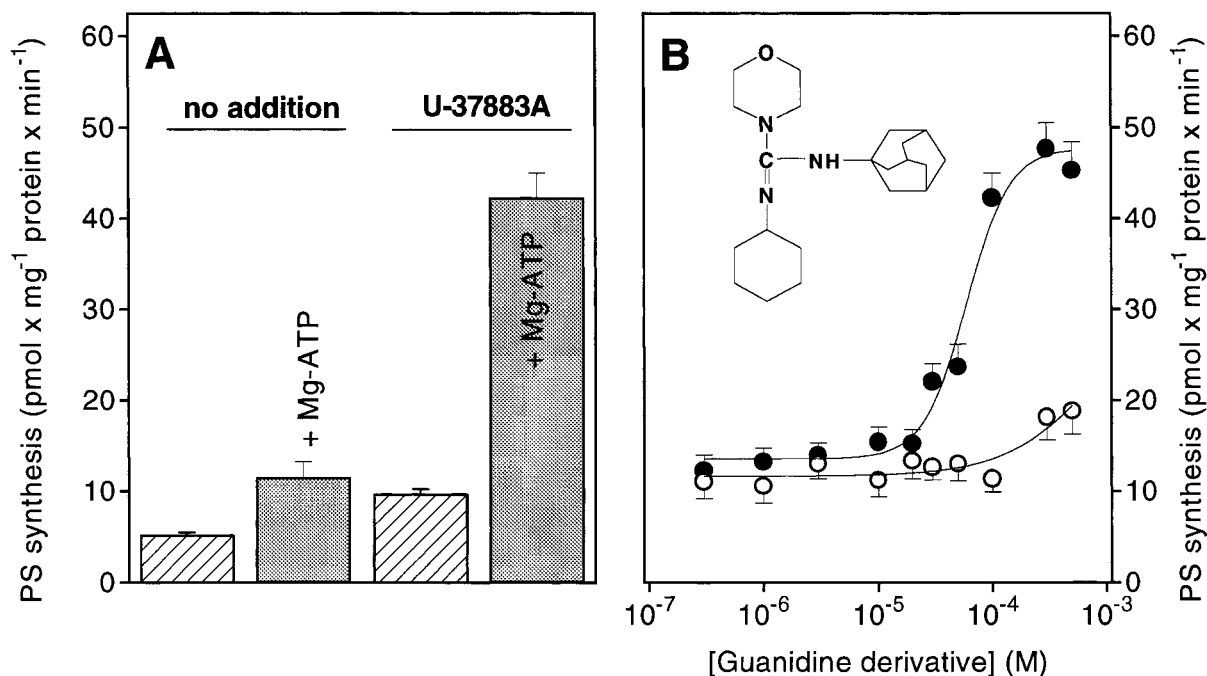 PS synthesis (pmol x mg⁻¹ protein x min⁻¹)
60
50
40
30
20
10
0
A
no addition
U-37883A
+ Mg-ATP
+ Mg-ATP
B
O
N
C
NH
N
10⁻⁷
10⁻⁶
10⁻⁵
10⁻⁴
10⁻³
[Guanidine derivative] (M)
60
50
40
30
20
10
0
PS synthesis (pmol x mg⁻¹ protein x min⁻¹)